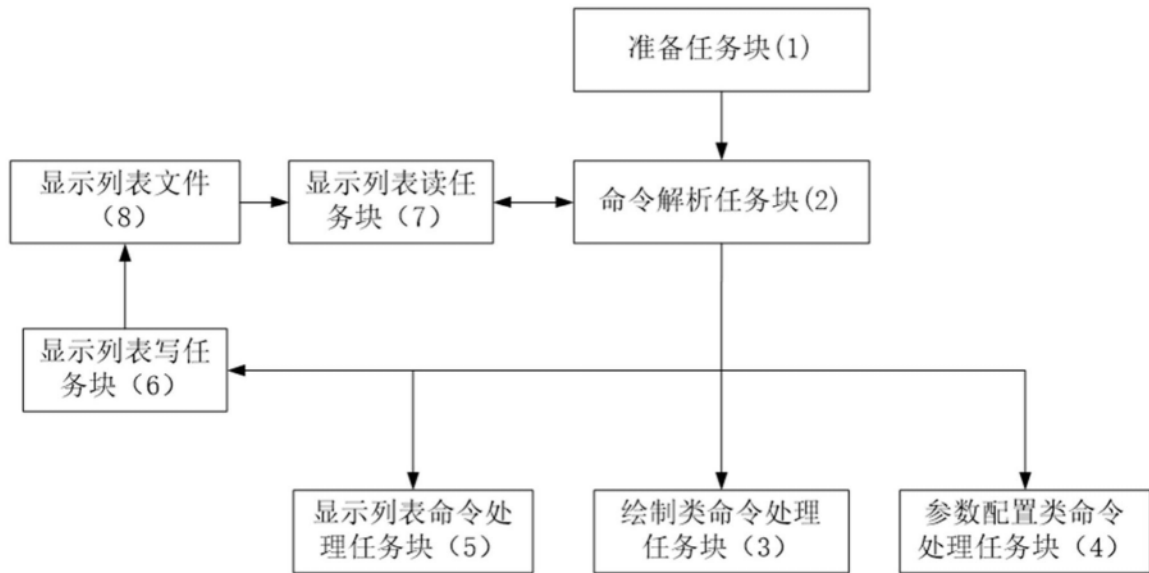 准备任务块(1)
显示列表文件
（8）
显示列表读任
务块（7）
命令解析任务块(2)
显示列表写任
务块（6）
显示列表命令处
理任务块（5）
绘制类命令处理
任务块（3）
参数配置类命令
处理任务块（4）